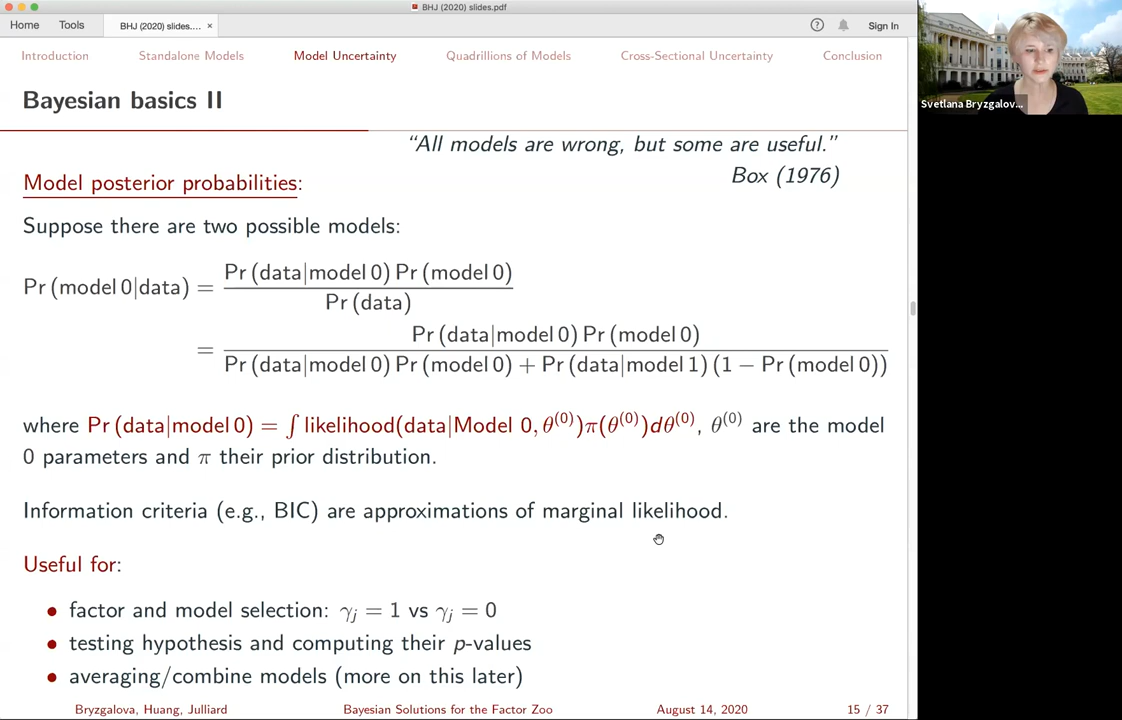 BHJ (2020) slides.pdf
Home Tools BHJ (2020) slides.... × Sign In
Introduction Standalone Models Model Uncertainty Quadrillions of Models Cross-Sectional Uncertainty Conclusion
Bayesian basics II
“All models are wrong, but some are useful.”
Box (1976)
Model posterior probabilities:
Suppose there are two possible models:
Pr (model 0|data) = Pr (data|model 0) Pr (model 0) / Pr (data)
= Pr (data|model 0) Pr (model 0) / Pr (data|model 0) Pr (model 0) + Pr (data|model 1) (1 − Pr (model 0))
where Pr (data|model 0) = ∫ likelihood(data|Model 0, θ⁽⁰⁾)π(θ⁽⁰⁾)dθ⁽⁰⁾, θ⁽⁰⁾ are the model
0 parameters and π their prior distribution.
Information criteria (e.g., BIC) are approximations of marginal likelihood.
Useful for:
• factor and model selection: γⱼ = 1 vs γⱼ = 0
• testing hypothesis and computing their p-values
• averaging/combine models (more on this later)
Bryzgalova, Huang, Julliard Bayesian Solutions for the Factor Zoo August 14, 2020 15 / 37
Svetlana Bryzgalov...